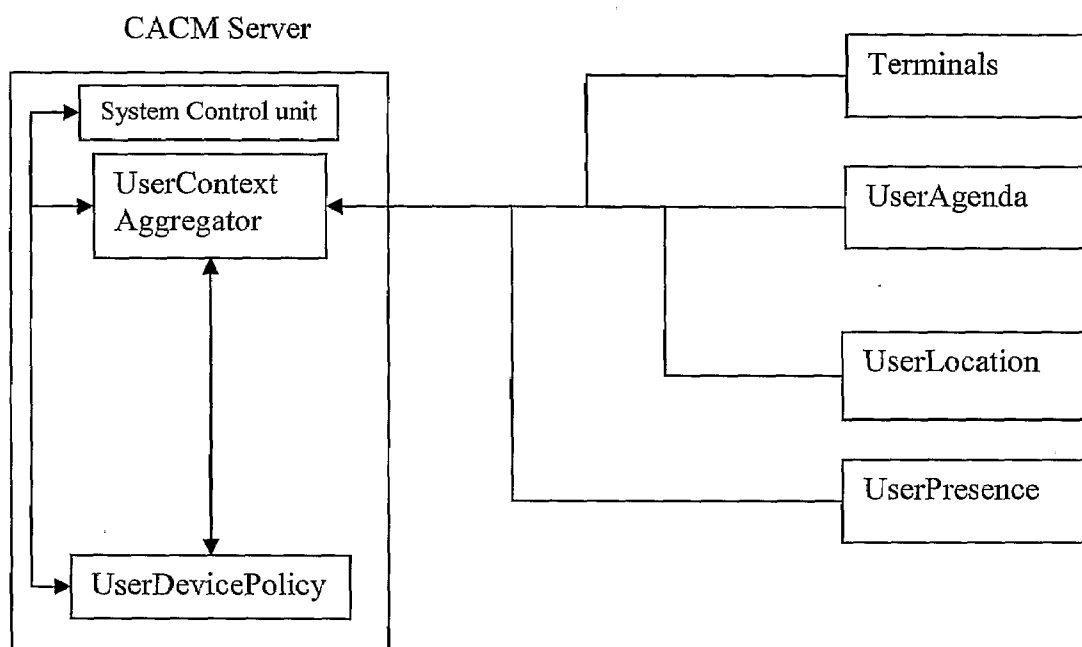 CACM Server
System Control unit
UserContext
Aggregator
UserDevicePolicy
Terminals
UserAgenda
UserLocation
UserPresence